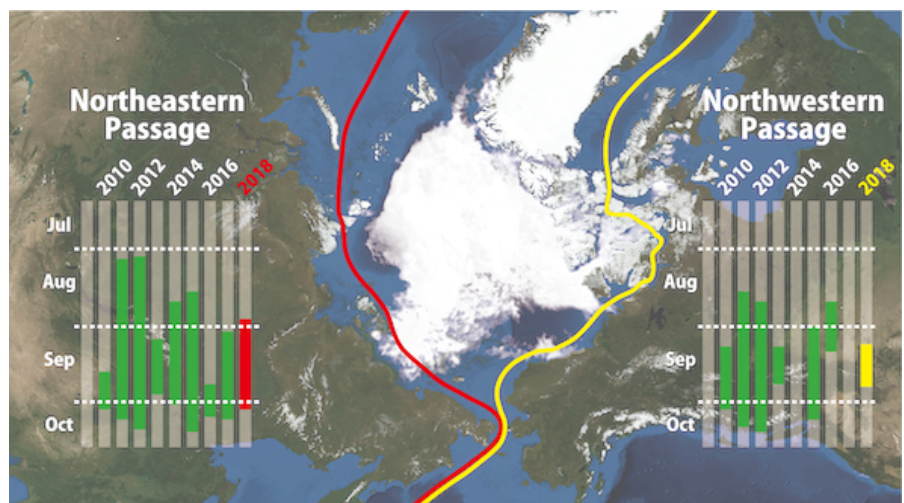 Northeastern
Passage
2010
2012
2014
2016
2018
Jul
Aug
Sep
Oct
Northwestern
Passage
2010
2012
2014
2016
2018
Jul
Aug
Sep
Oct